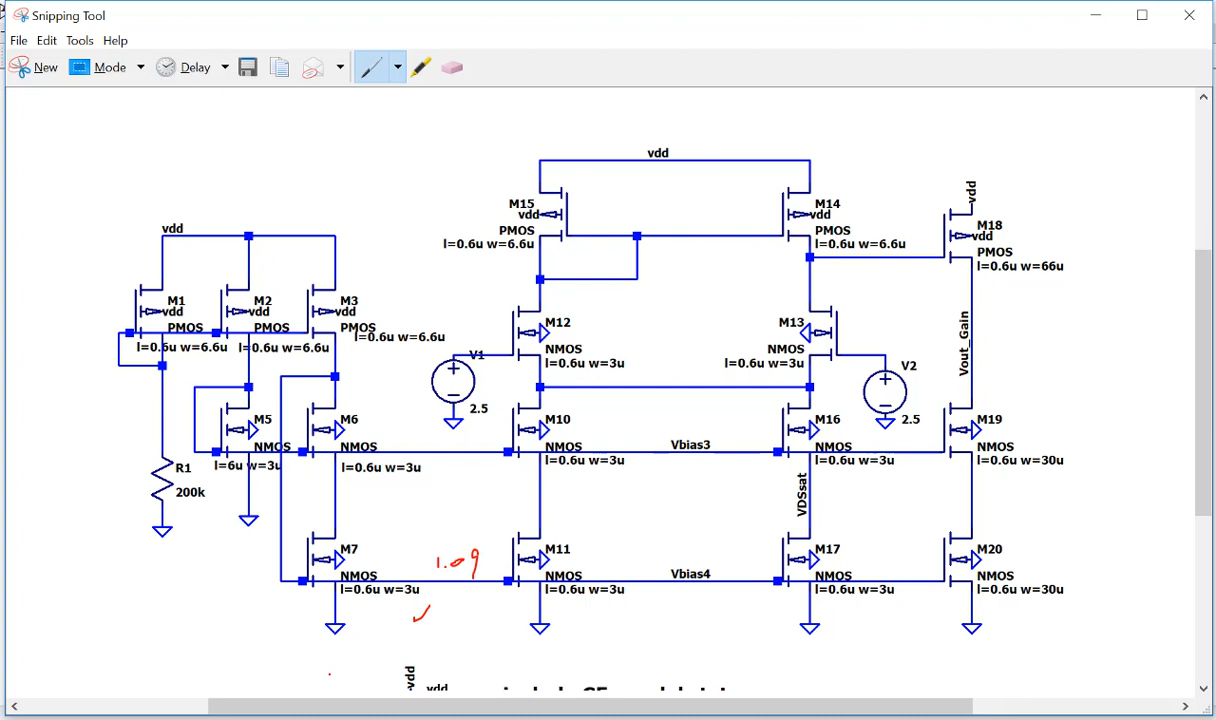 Snipping Tool
File Edit Tools Help
New Mode Delay
vdd
vdd
M15
vdd
PMOS
l=0.6u w=6.6u
M14
vdd
PMOS
l=0.6u w=6.6u
vdd
M18
vdd
PMOS
l=0.6u w=66u
M1
vdd
PMOS
l=0.6u w=6.6u
M2
vdd
PMOS
l=0.6u w=6.6u
M3
vdd
PMOS
l=0.6u w=6.6u
M12
NMOS
l=0.6u w=3u
M13
NMOS
l=0.6u w=3u
V1
2.5
V2
2.5
Vout_Gain
M5
NMOS
l=6u w=3u
M6
NMOS
l=0.6u w=3u
M10
NMOS
l=0.6u w=3u
Vbias3
M16
NMOS
l=0.6u w=3u
M19
NMOS
l=0.6u w=30u
R1
200k
VDSsat
M7
NMOS
l=0.6u w=3u
1.09
M11
NMOS
l=0.6u w=3u
Vbias4
M17
NMOS
l=0.6u w=3u
M20
NMOS
l=0.6u w=30u
vdd
vdd